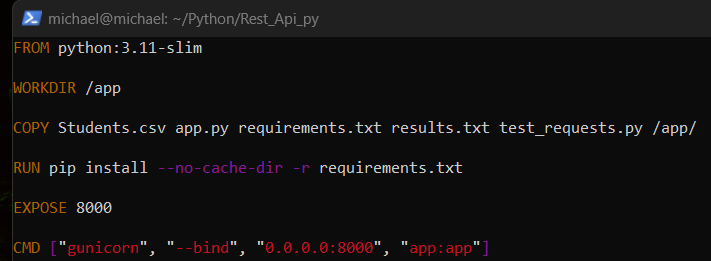 michael@michael: ~/Python/Rest_Api_py
FROM python:3.11-slim
WORKDIR /app
COPY Students.csv app.py requirements.txt results.txt test_requests.py /app/
RUN pip install --no-cache-dir -r requirements.txt
EXPOSE 8000
CMD ["gunicorn", "--bind", "0.0.0.0:8000", "app:app"]